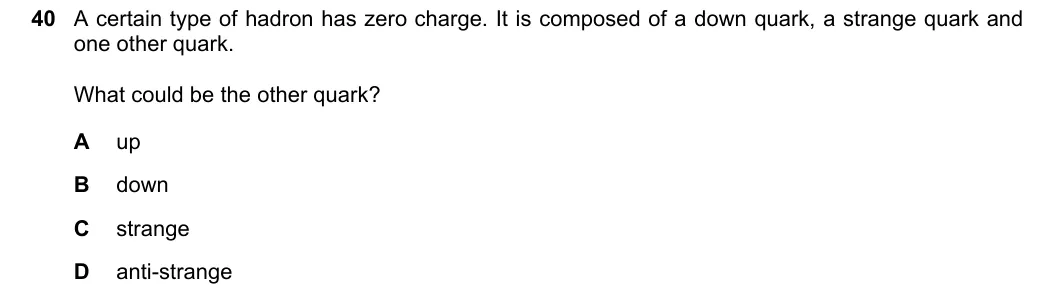 40 A certain type of hadron has zero charge. It is composed of a down quark, a strange quark and
one other quark.
What could be the other quark?
A up
B down
C strange
D anti-strange